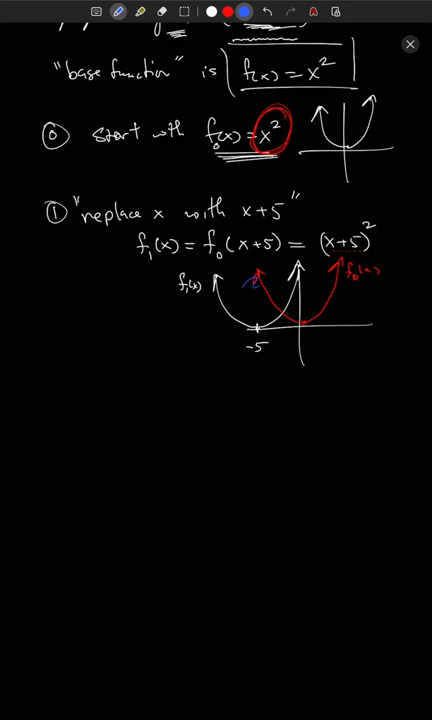 "base function" is f(x) = x²
⓪ start with f₀(x) = x²
① "replace x with x+5"
f₁(x) = f₀(x+5) = (x+5)²
f₁(x) f₀(x)
-5